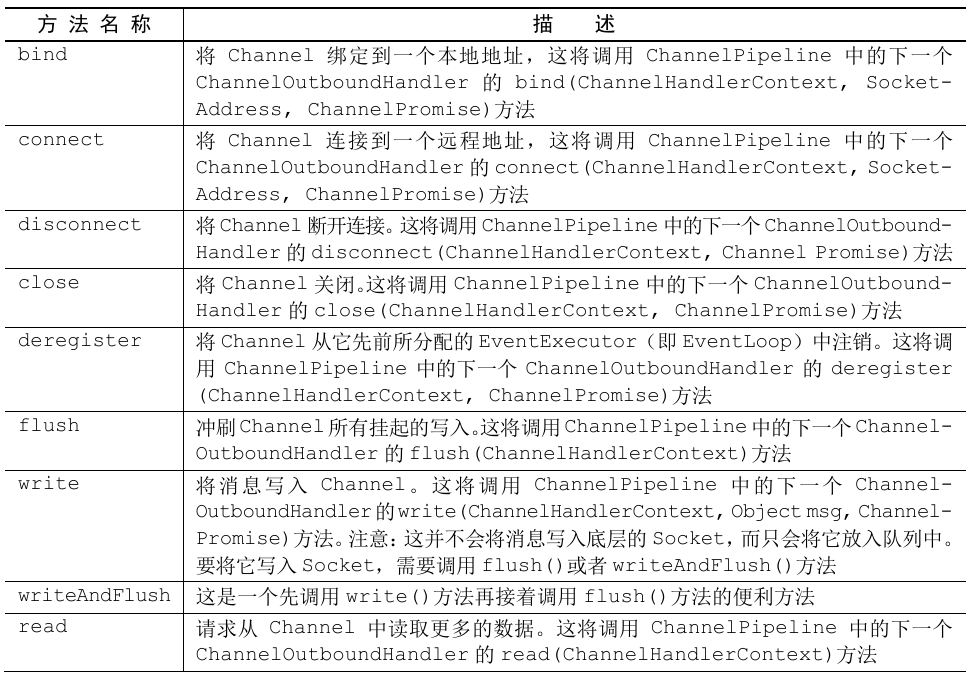 方法名称 描 述
bind 将 Channel 绑定到一个本地地址，这将调用 ChannelPipeline 中的下一个
ChannelOutboundHandler 的 bind(ChannelHandlerContext, Socket-
Address, ChannelPromise)方法
connect 将 Channel 连接到一个远程地址，这将调用 ChannelPipeline 中的下一个
ChannelOutboundHandler 的 connect(ChannelHandlerContext, Socket-
Address, ChannelPromise)方法
disconnect 将 Channel 断开连接。这将调用 ChannelPipeline 中的下一个 ChannelOutbound-
Handler 的 disconnect(ChannelHandlerContext, Channel Promise)方法
close 将 Channel 关闭。这将调用 ChannelPipeline 中的下一个 ChannelOutbound-
Handler 的 close(ChannelHandlerContext, ChannelPromise)方法
deregister 将 Channel 从它先前所分配的 EventExecutor（即 EventLoop）中注销。这将调
用 ChannelPipeline 中的下一个 ChannelOutboundHandler 的 deregister
(ChannelHandlerContext, ChannelPromise)方法
flush 冲刷 Channel 所有挂起的写入。这将调用 ChannelPipeline 中的下一个 Channel-
OutboundHandler 的 flush(ChannelHandlerContext)方法
write 将消息写入 Channel。这将调用 ChannelPipeline 中的下一个 Channel-
OutboundHandler 的 write(ChannelHandlerContext, Object msg, Channel-
Promise)方法。注意：这并不会将消息写入底层的 Socket，而只会将它放入队列中。
要将它写入 Socket，需要调用 flush()或者 writeAndFlush()方法
writeAndFlush 这是一个先调用 write()方法再接着调用 flush()方法的便利方法
read 请求从 Channel 中读取更多的数据。这将调用 ChannelPipeline 中的下一个
ChannelOutboundHandler 的 read(ChannelHandlerContext)方法